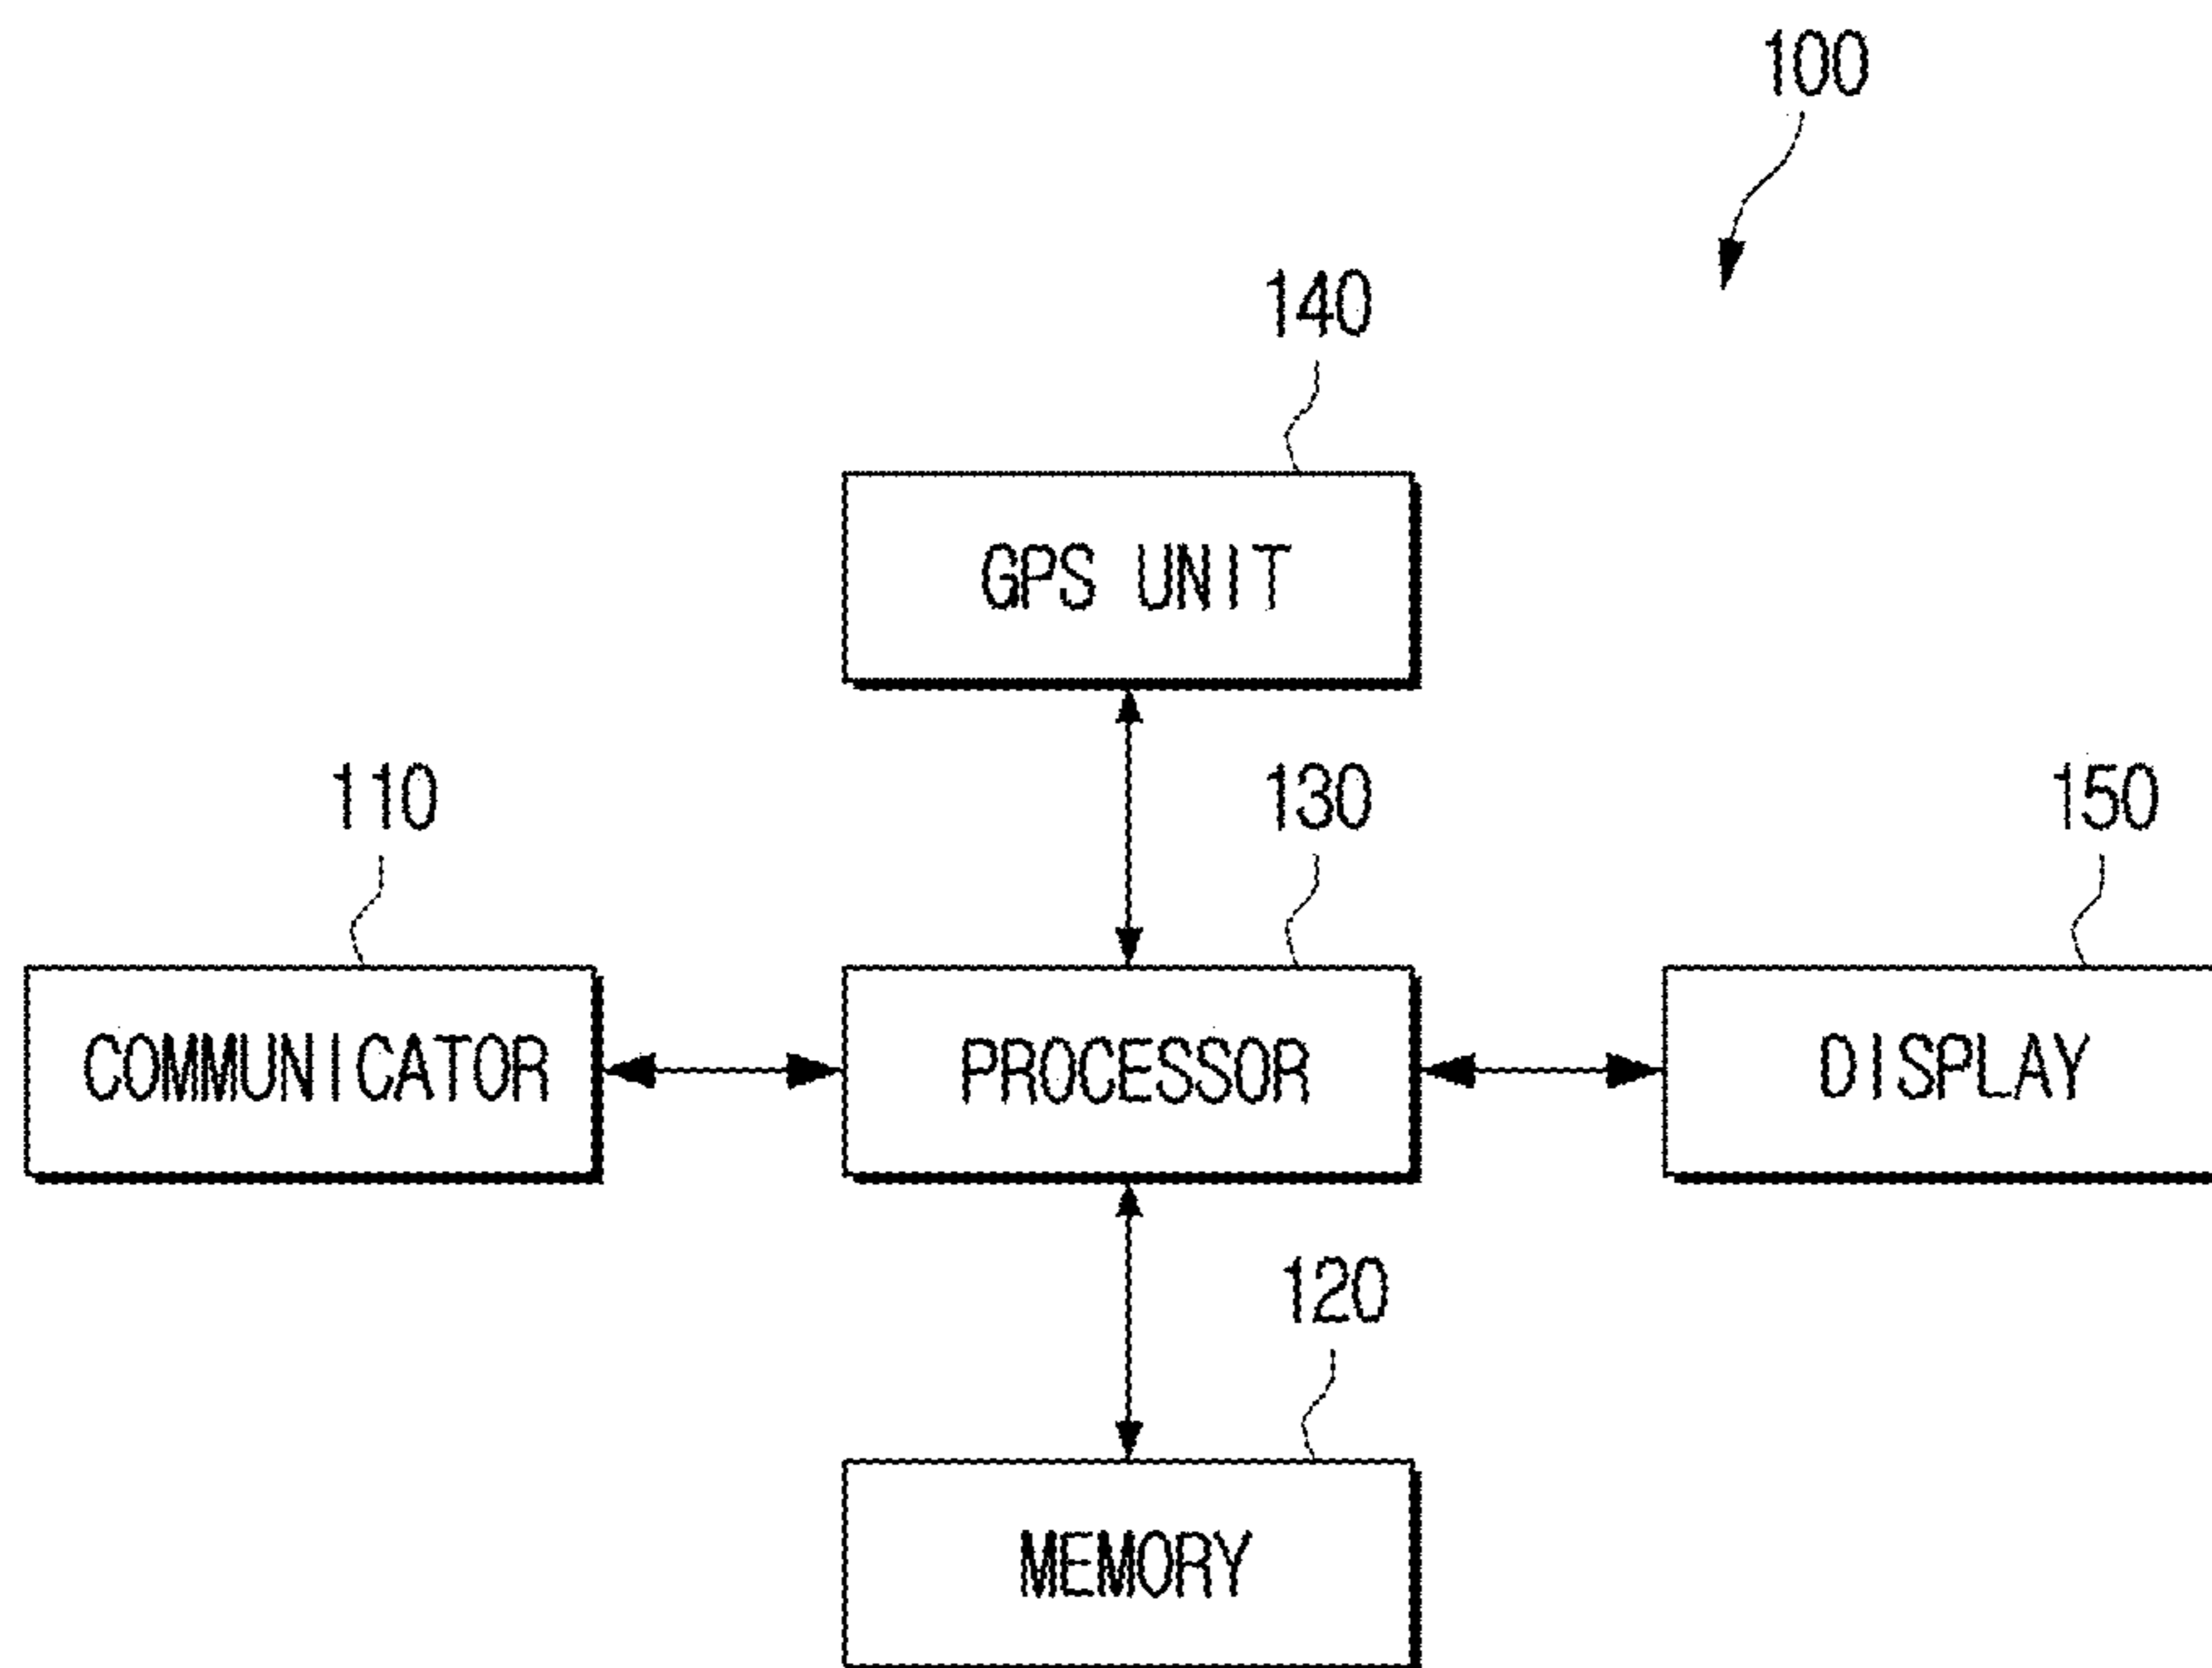 100
140
GPS UNIT
110
130
150
COMMUNICATOR
PROCESSOR
DISPLAY
120
MEMORY